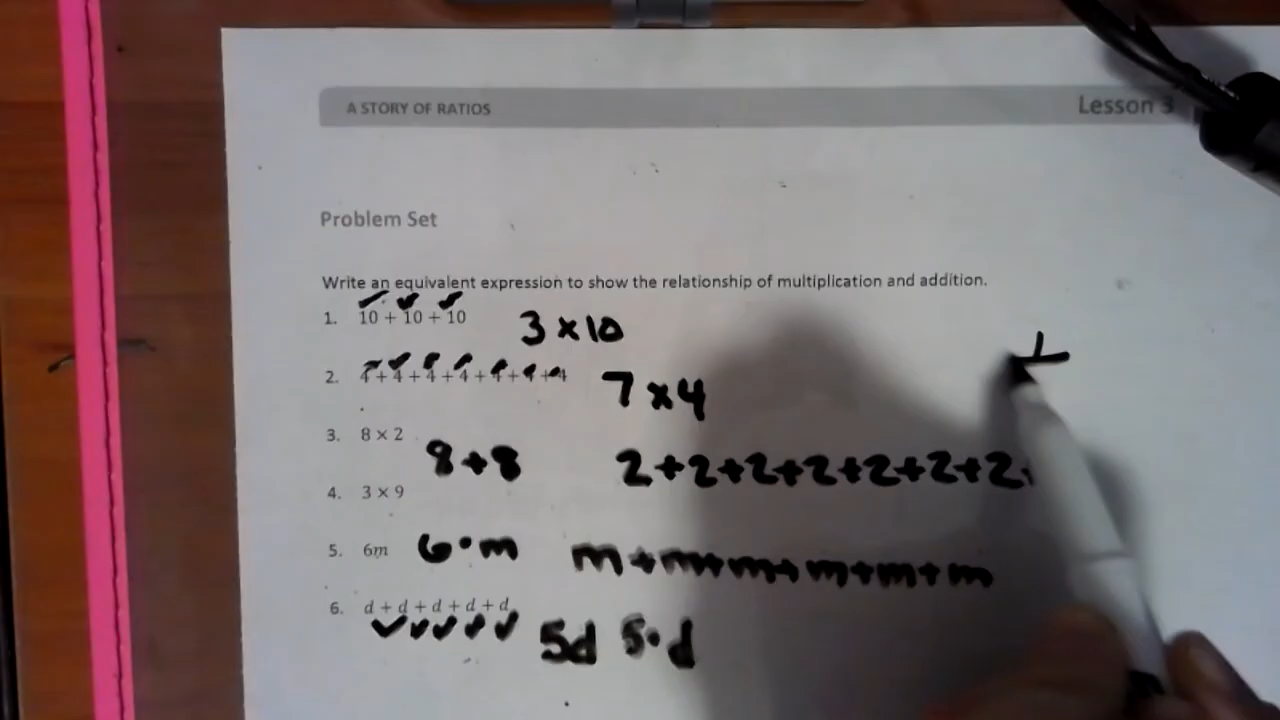 A STORY OF RATIOS
Lesson 3
Problem Set
Write an equivalent expression to show the relationship of multiplication and addition.
1. 10 + 10 + 10 3 x 10
2. 4 + 4 + 4 + 4 + 4 + 4 + 4 7 x 4
3. 8 × 2
8+8 2+2+2+2+2+2+2+
4. 3 × 9
5. 6m 6·m m+m+m+m+m+m
6. d + d + d + d + d
5d 5·d